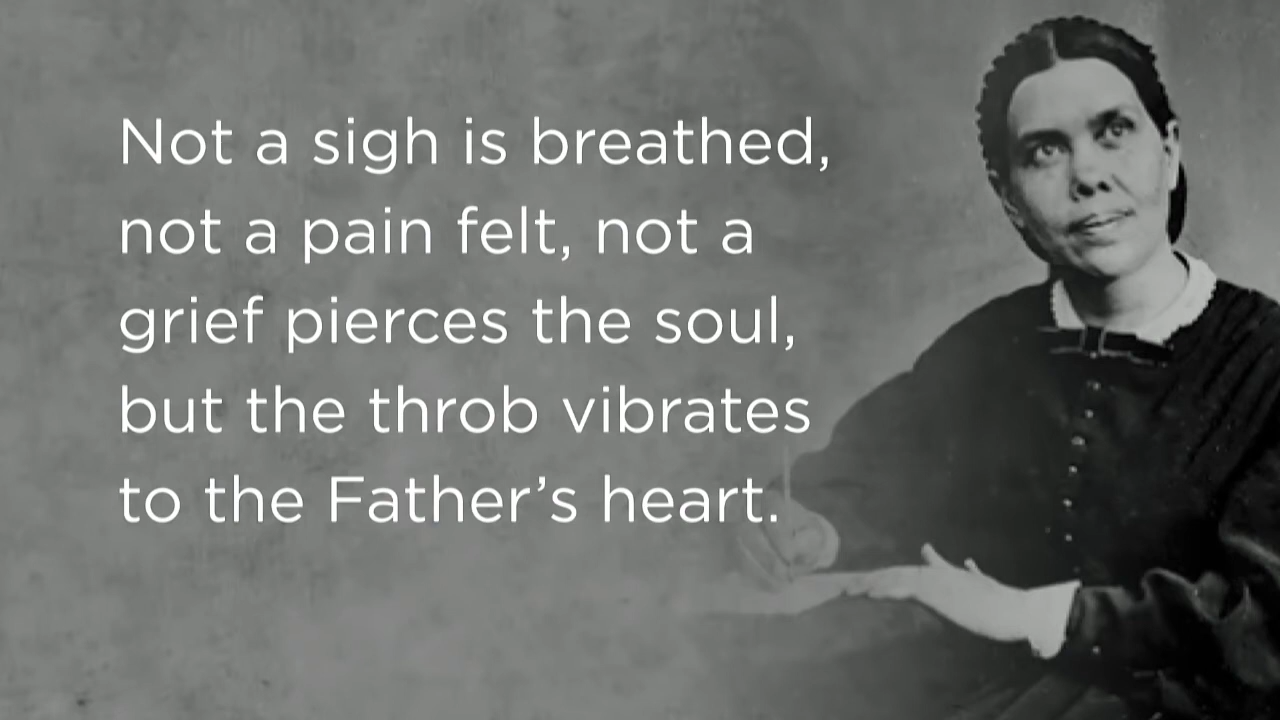 Not a sigh is breathed,
not a pain felt, not a
grief pierces the soul,
but the throb vibrates
to the Father’s heart.